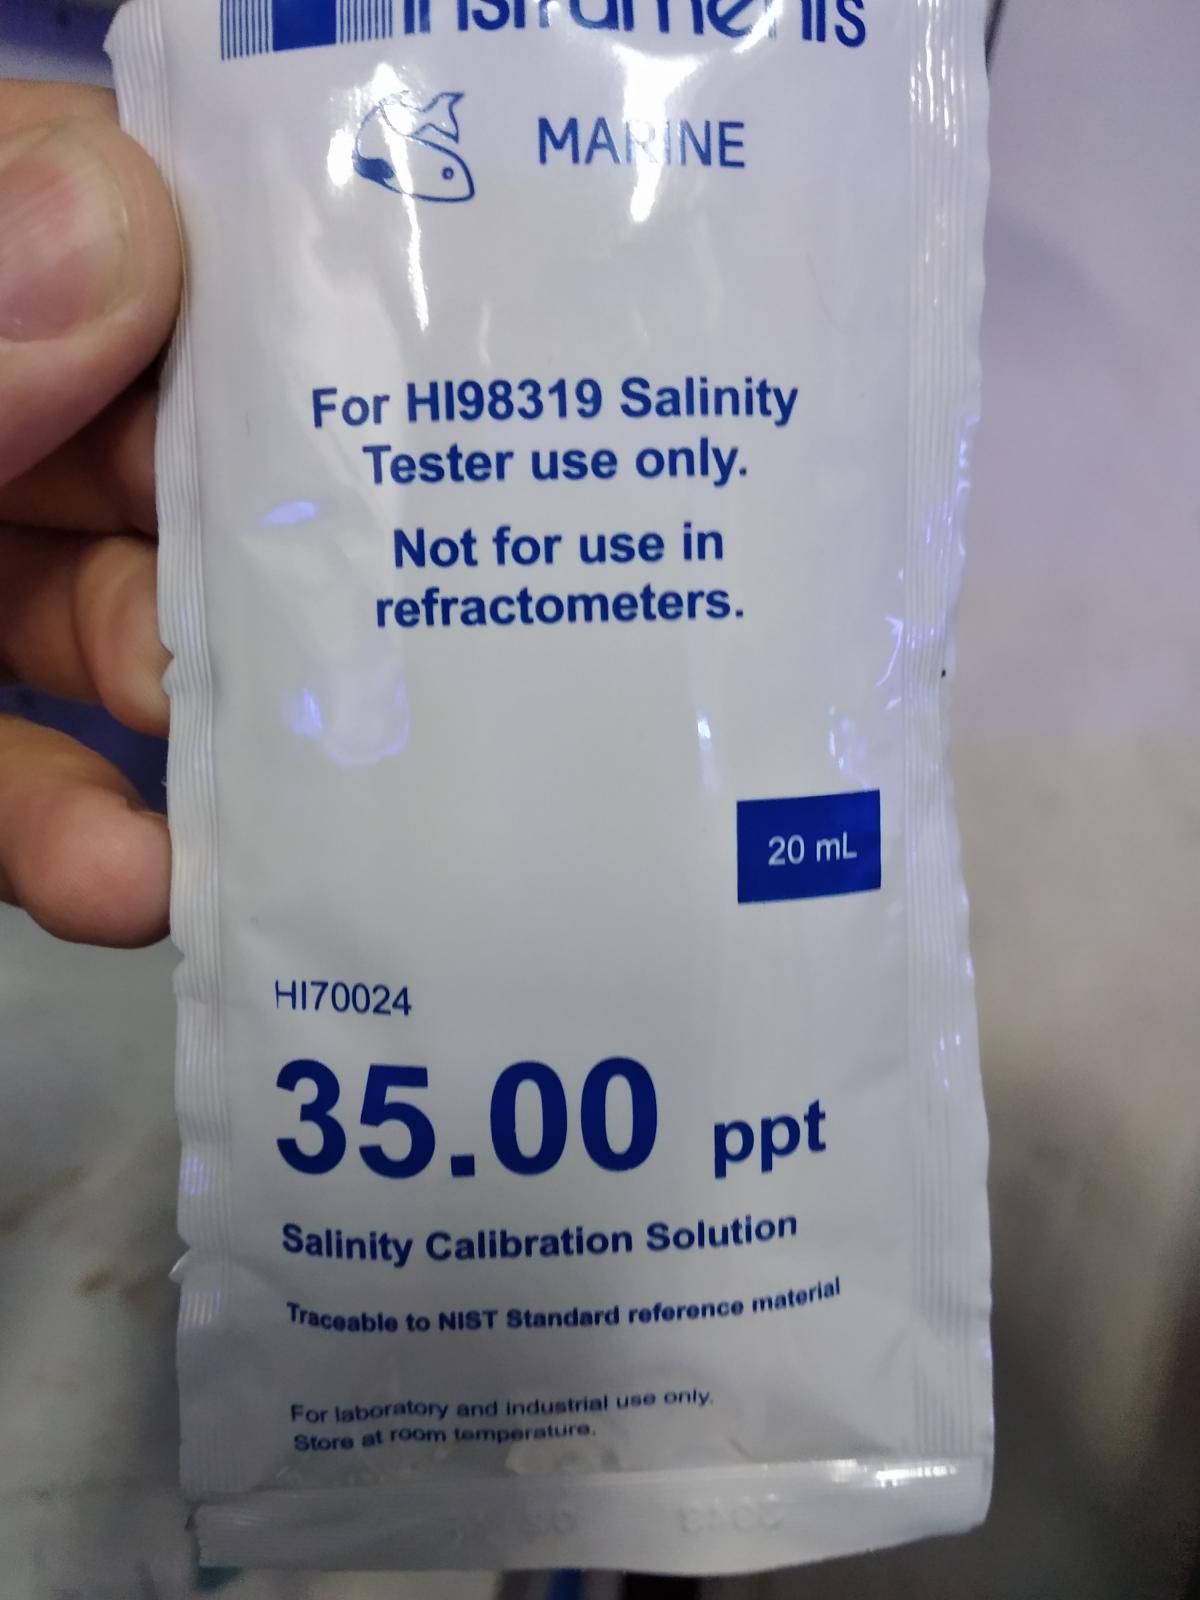 instruments
MARINE
For HI98319 Salinity
Tester use only.
Not for use in
refractometers.
20 mL
HI70024
35.00 ppt
Salinity Calibration Solution
Traceable to NIST Standard reference material
For laboratory and industrial use only.
Store at room temperature.